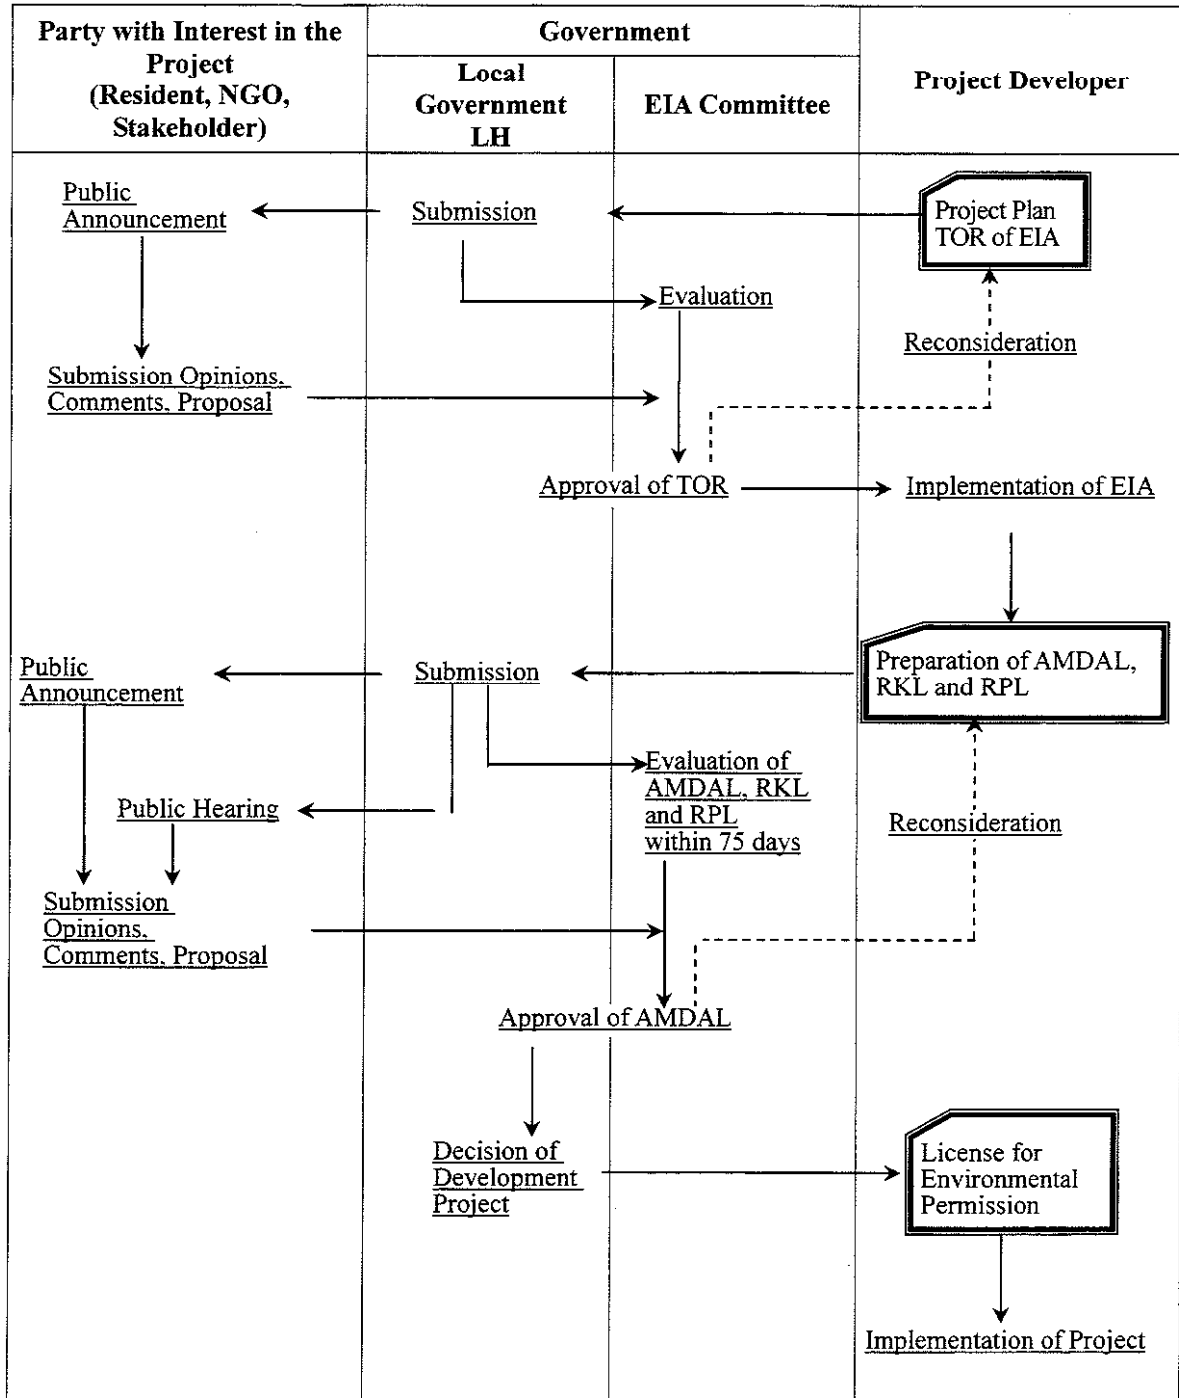 Party with Interest in the
Project
(Resident, NGO,
Stakeholder)
Government
Local
Government
LH
EIA Committee
Project Developer
Public
Announcement
Submission
Project Plan
TOR of EIA
Evaluation
Reconsideration
Submission Opinions,
Comments, Proposal
Approval of TOR
Implementation of EIA
Public
Announcement
Submission
Preparation of AMDAL,
RKL and RPL
Evaluation of
AMDAL, RKL
and RPL
within 75 days
Public Hearing
Reconsideration
Submission
Opinions,
Comments, Proposal
Approval of AMDAL
Decision of
Development
Project
License for
Environmental
Permission
Implementation of Project